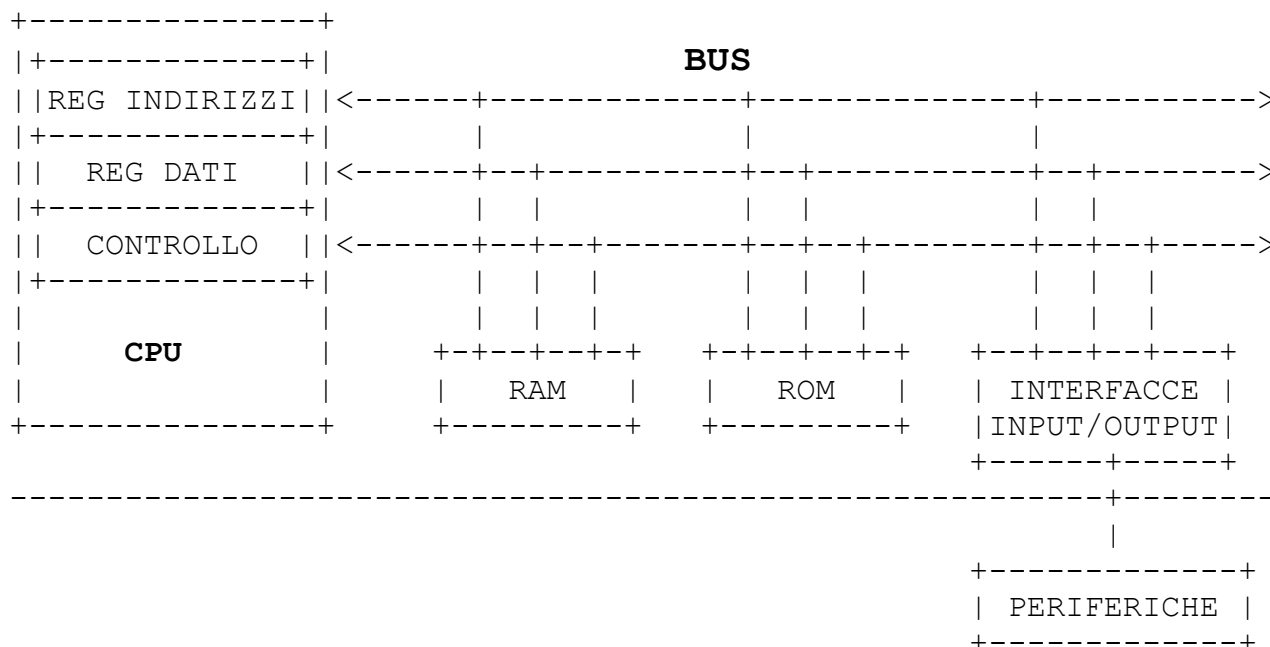 BUS
REG INDIRIZZI
REG DATI
CONTROLLO
CPU
RAM
ROM
INTERFACCE
INPUT/OUTPUT
PERIFERICHE